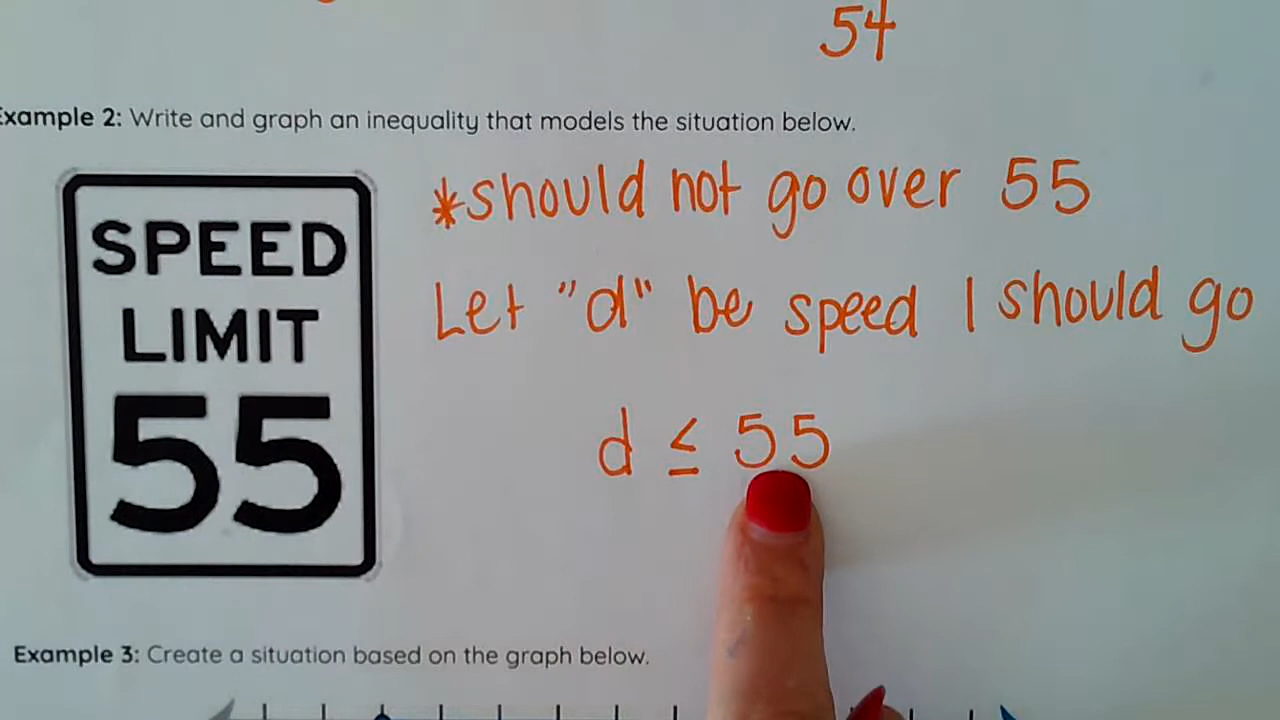 54
Example 2: Write and graph an inequality that models the situation below.
SPEED
LIMIT
55
*should not go over 55
Let "d" be speed I should go
d ≤ 55
Example 3: Create a situation based on the graph below.